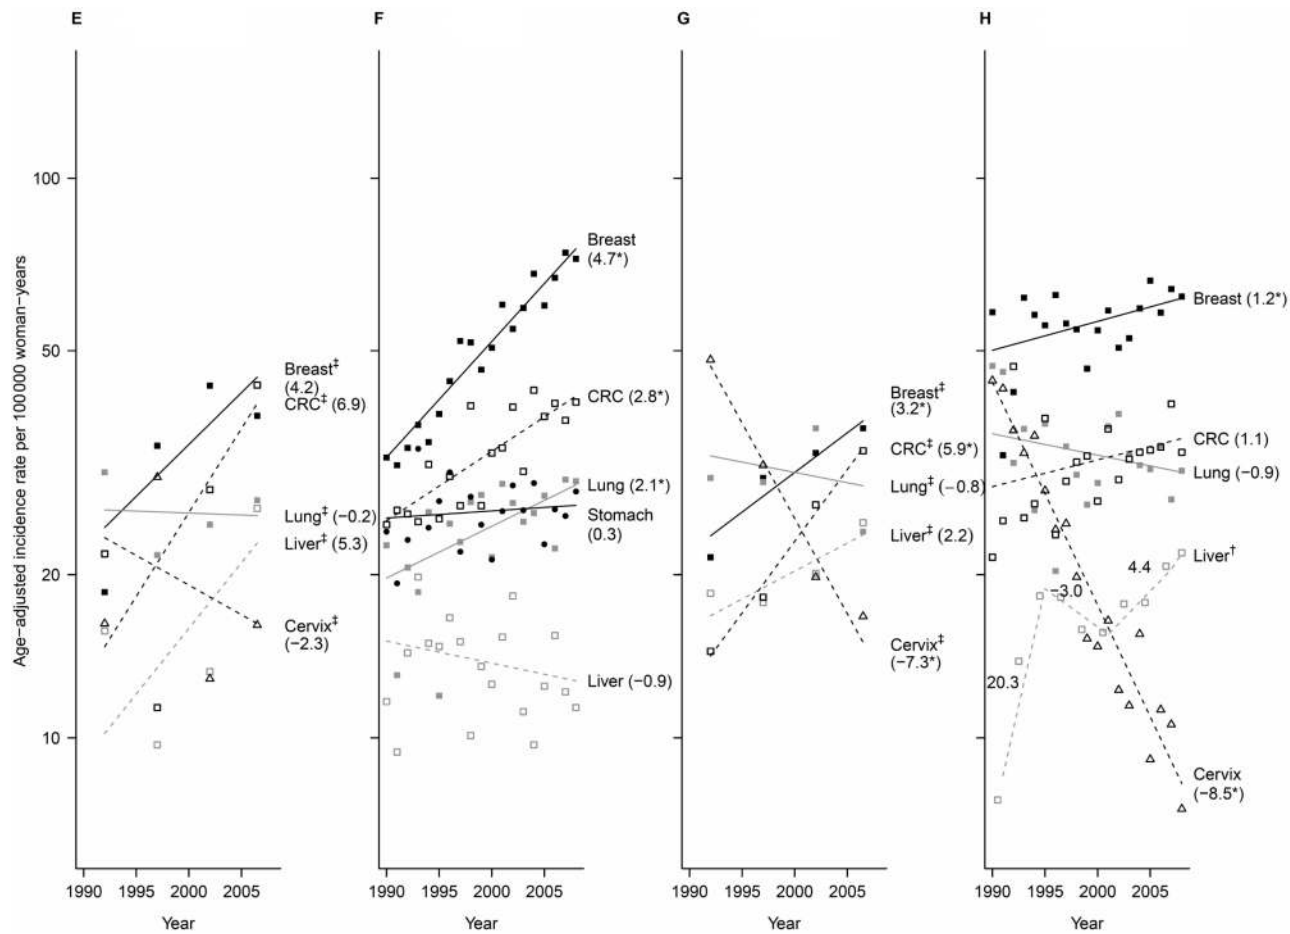 E
F
G
H
Age-adjusted incidence rate per 100000 woman-years
100
50
20
10
Breast‡
(4.2)
CRC‡ (6.9)
Lung‡ (−0.2)
Liver‡ (5.3)
Cervix‡
(−2.3)
1990 1995 2000 2005
Year
Breast
(4.7*)
CRC (2.8*)
Lung (2.1*)
Stomach
(0.3)
Liver (−0.9)
1990 1995 2000 2005
Year
Breast‡
(3.2*)
CRC‡ (5.9*)
Lung‡ (−0.8)
Liver‡ (2.2)
Cervix‡
(−7.3*)
1990 1995 2000 2005
Year
Breast (1.2*)
CRC (1.1)
Lung (−0.9)
Liver†
4.4
−3.0
20.3
Cervix
(−8.5*)
1990 1995 2000 2005
Year